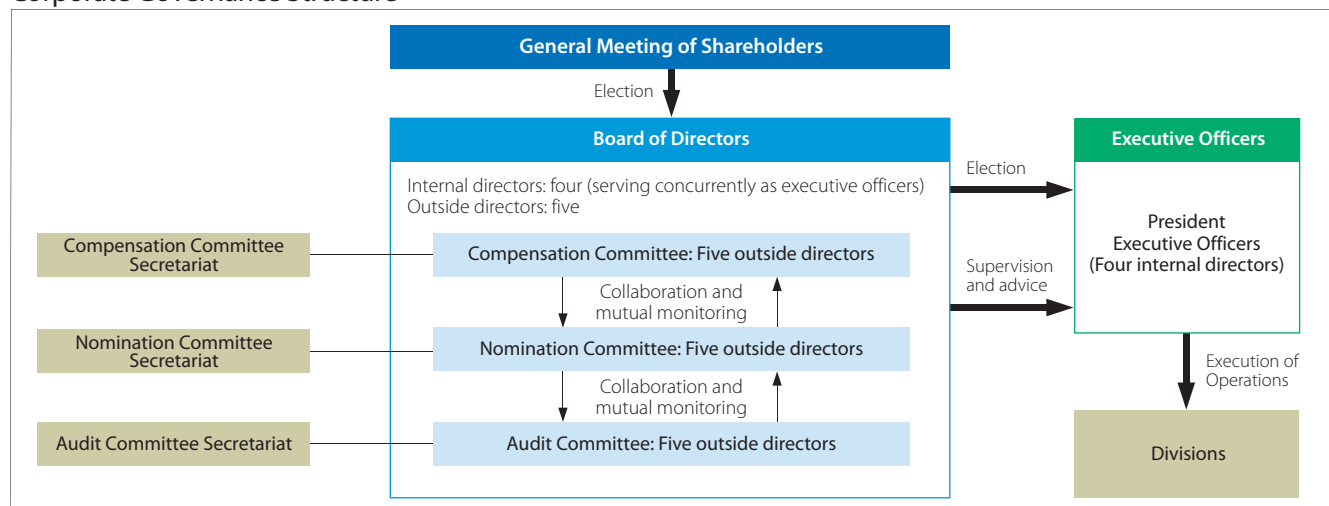 Corporate Governance Structure
General Meeting of Shareholders
Election
Board of Directors
Internal directors: four (serving concurrently as executive officers)
Outside directors: five
Compensation Committee
Secretariat
Compensation Committee: Five outside directors
Collaboration and
mutual monitoring
Nomination Committee
Secretariat
Nomination Committee: Five outside directors
Collaboration and
mutual monitoring
Audit Committee Secretariat
Audit Committee: Five outside directors
Election
Supervision
and advice
Executive Officers
President
Executive Officers
(Four internal directors)
Execution of
Operations
Divisions